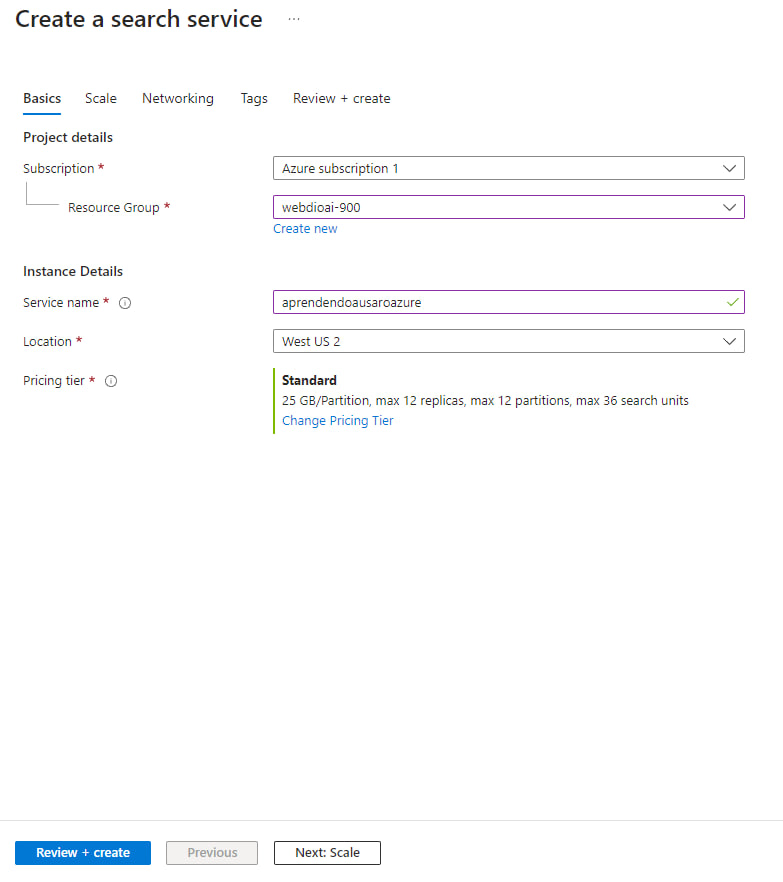 Create a search service ...
Basics Scale Networking Tags Review + create
Project details
Subscription * Azure subscription 1
Resource Group * webdioai-900
Create new
Instance Details
Service name * aprendendoausaroazure
Location * West US 2
Pricing tier * Standard
25 GB/Partition, max 12 replicas, max 12 partitions, max 36 search units
Change Pricing Tier
Review + create Previous Next: Scale